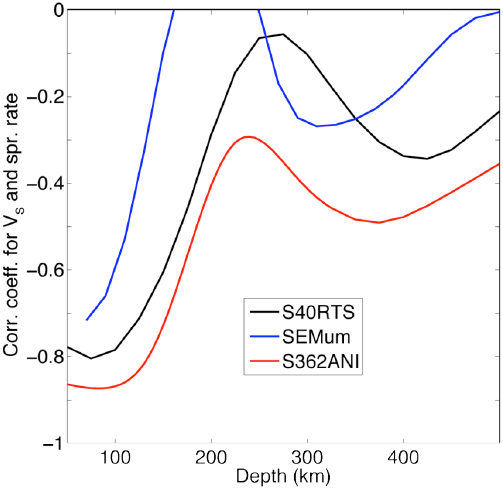 0
−0.2
−0.4
−0.6
−0.8
−1
Corr. coeff. for Vs and spr. rate
S40RTS
SEMum
S362ANI
100
200
300
400
Depth (km)